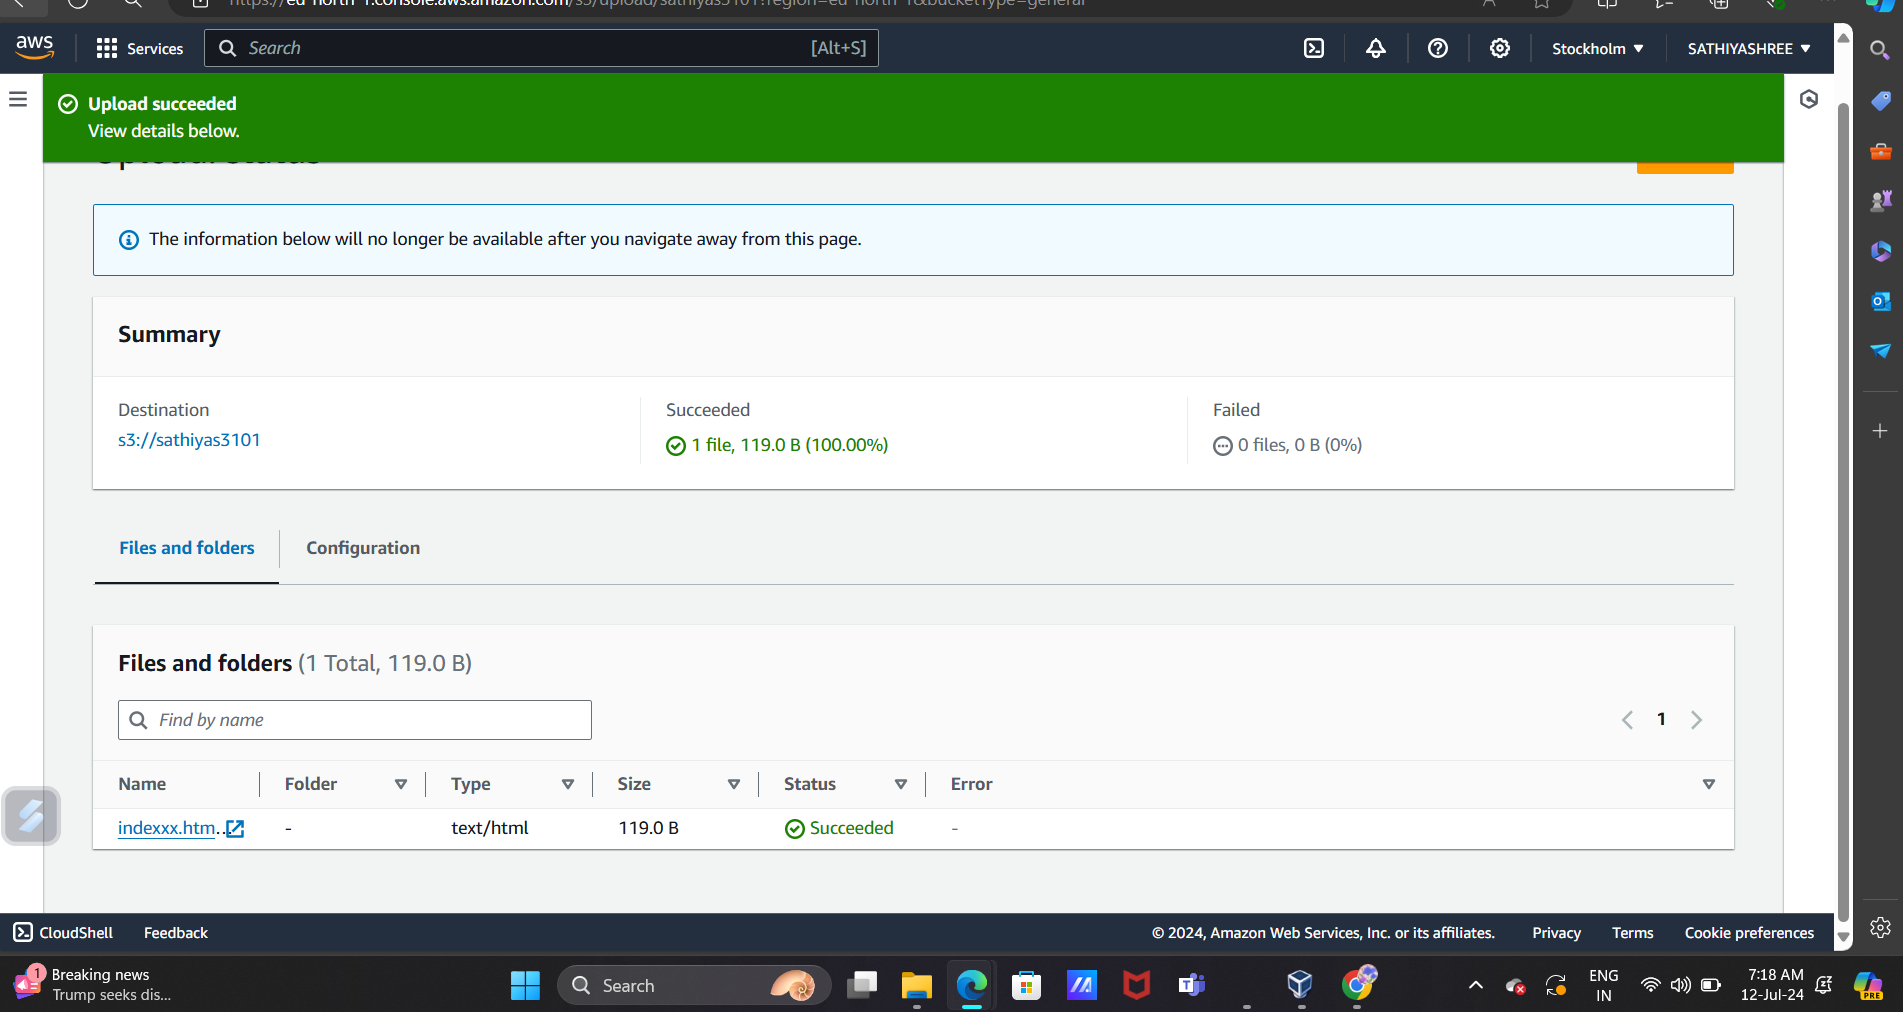 https://eu-north-1.console.aws.amazon.com/s3/upload/sathiyas3101?region=eu-north-1&bucketType=general
aws
Services
Search
[Alt+S]
Stockholm
SATHIYASHREE
Upload succeeded
View details below.
Upload: status
The information below will no longer be available after you navigate away from this page.
Summary
Destination
s3://sathiyas3101
Succeeded
1 file, 119.0 B (100.00%)
Failed
0 files, 0 B (0%)
Files and folders
Configuration
Files and folders (1 Total, 119.0 B)
Find by name
1
Name Folder Type Size Status Error
indexxx.htm... - text/html 119.0 B Succeeded -
CloudShell Feedback
© 2024, Amazon Web Services, Inc. or its affiliates. Privacy Terms Cookie preferences
1
Breaking news
Trump seeks dis...
Search
ENG
IN
7:18 AM
12-Jul-24
PRE